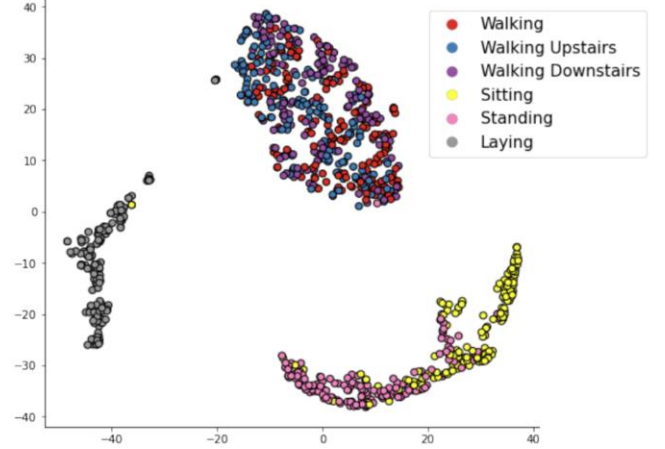 40
30
20
10
0
−10
−20
−30
−40
−40 −20 0 20 40
Walking
Walking Upstairs
Walking Downstairs
Sitting
Standing
Laying